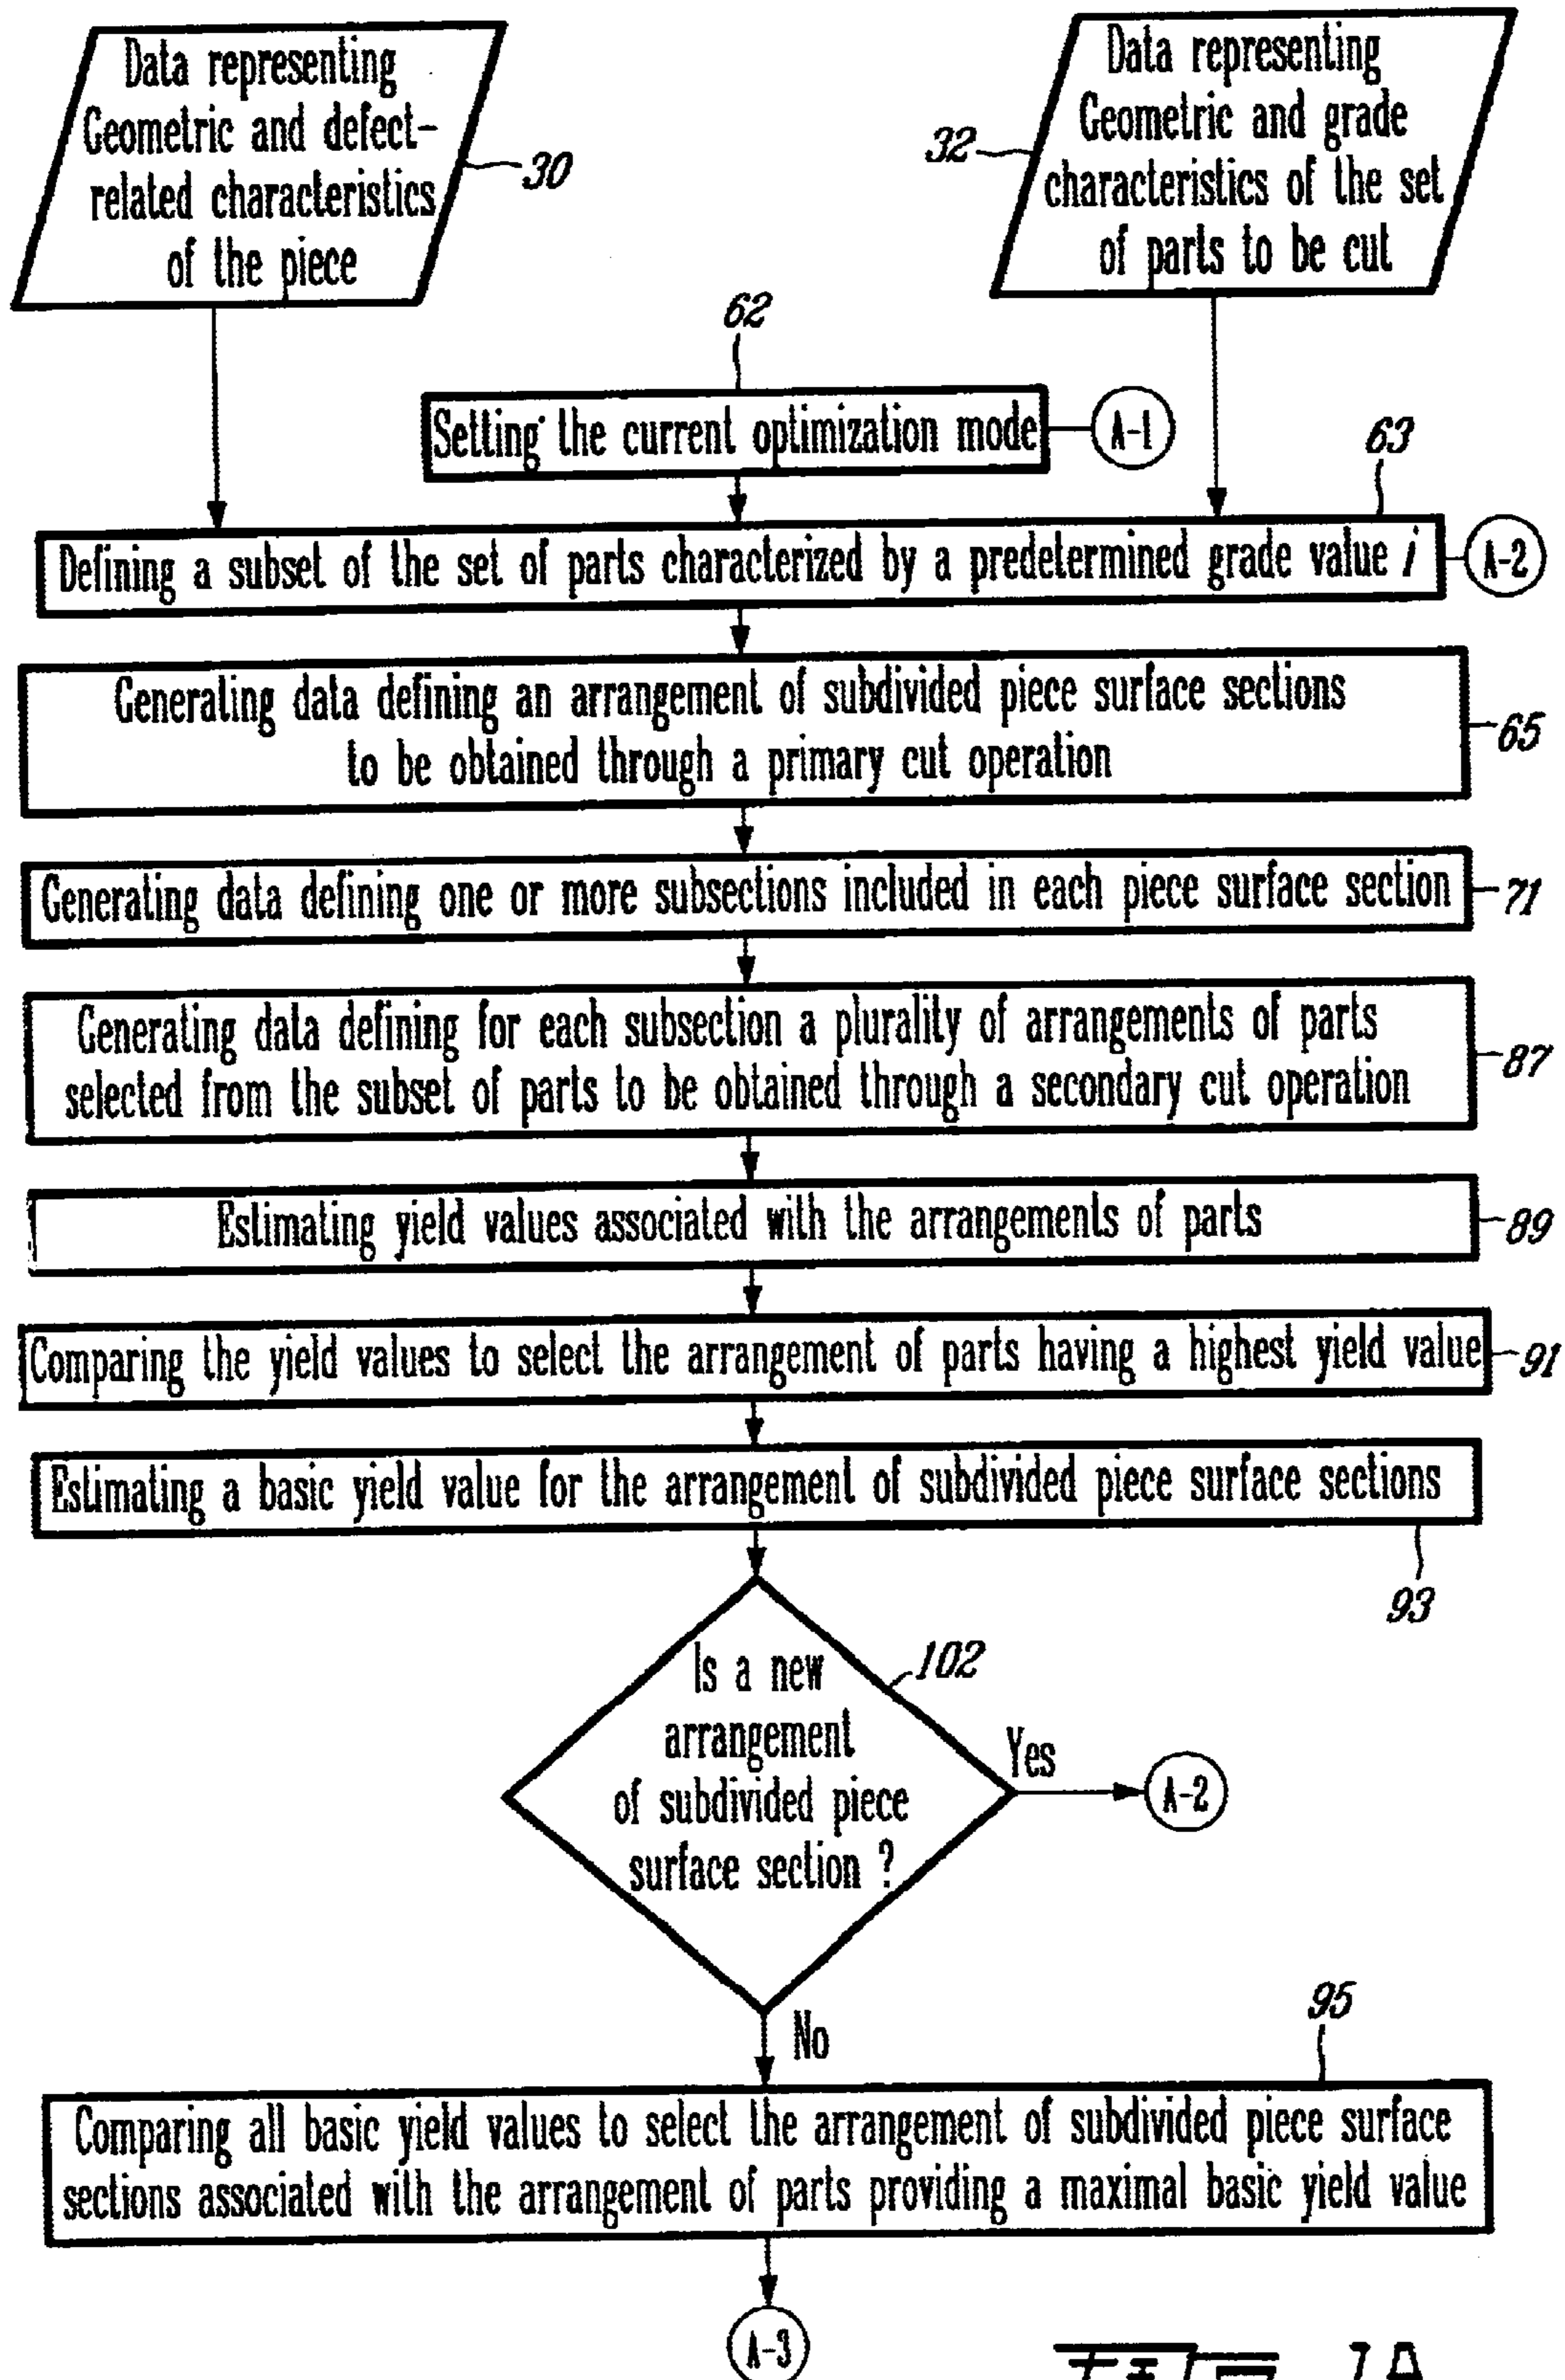 Data representing
Geometric and defect-
related characteristics
of the piece
30
Data representing
Geometric and grade
characteristics of the set
of parts to be cut
32
62
Setting the current optimization mode
A-1
63
Defining a subset of the set of parts characterized by a predetermined grade value i
A-2
Generating data defining an arrangement of subdivided piece surface sections
to be obtained through a primary cut operation
65
Generating data defining one or more subsections included in each piece surface section
71
Generating data defining for each subsection a plurality of arrangements of parts
selected from the subset of parts to be obtained through a secondary cut operation
87
Estimating yield values associated with the arrangements of parts
89
Comparing the yield values to select the arrangement of parts having a highest yield value
91
Estimating a basic yield value for the arrangement of subdivided piece surface sections
93
Is a new
arrangement
of subdivided piece
surface section ?
102
Yes
A-2
No
95
Comparing all basic yield values to select the arrangement of subdivided piece surface
sections associated with the arrangement of parts providing a maximal basic yield value
A-3